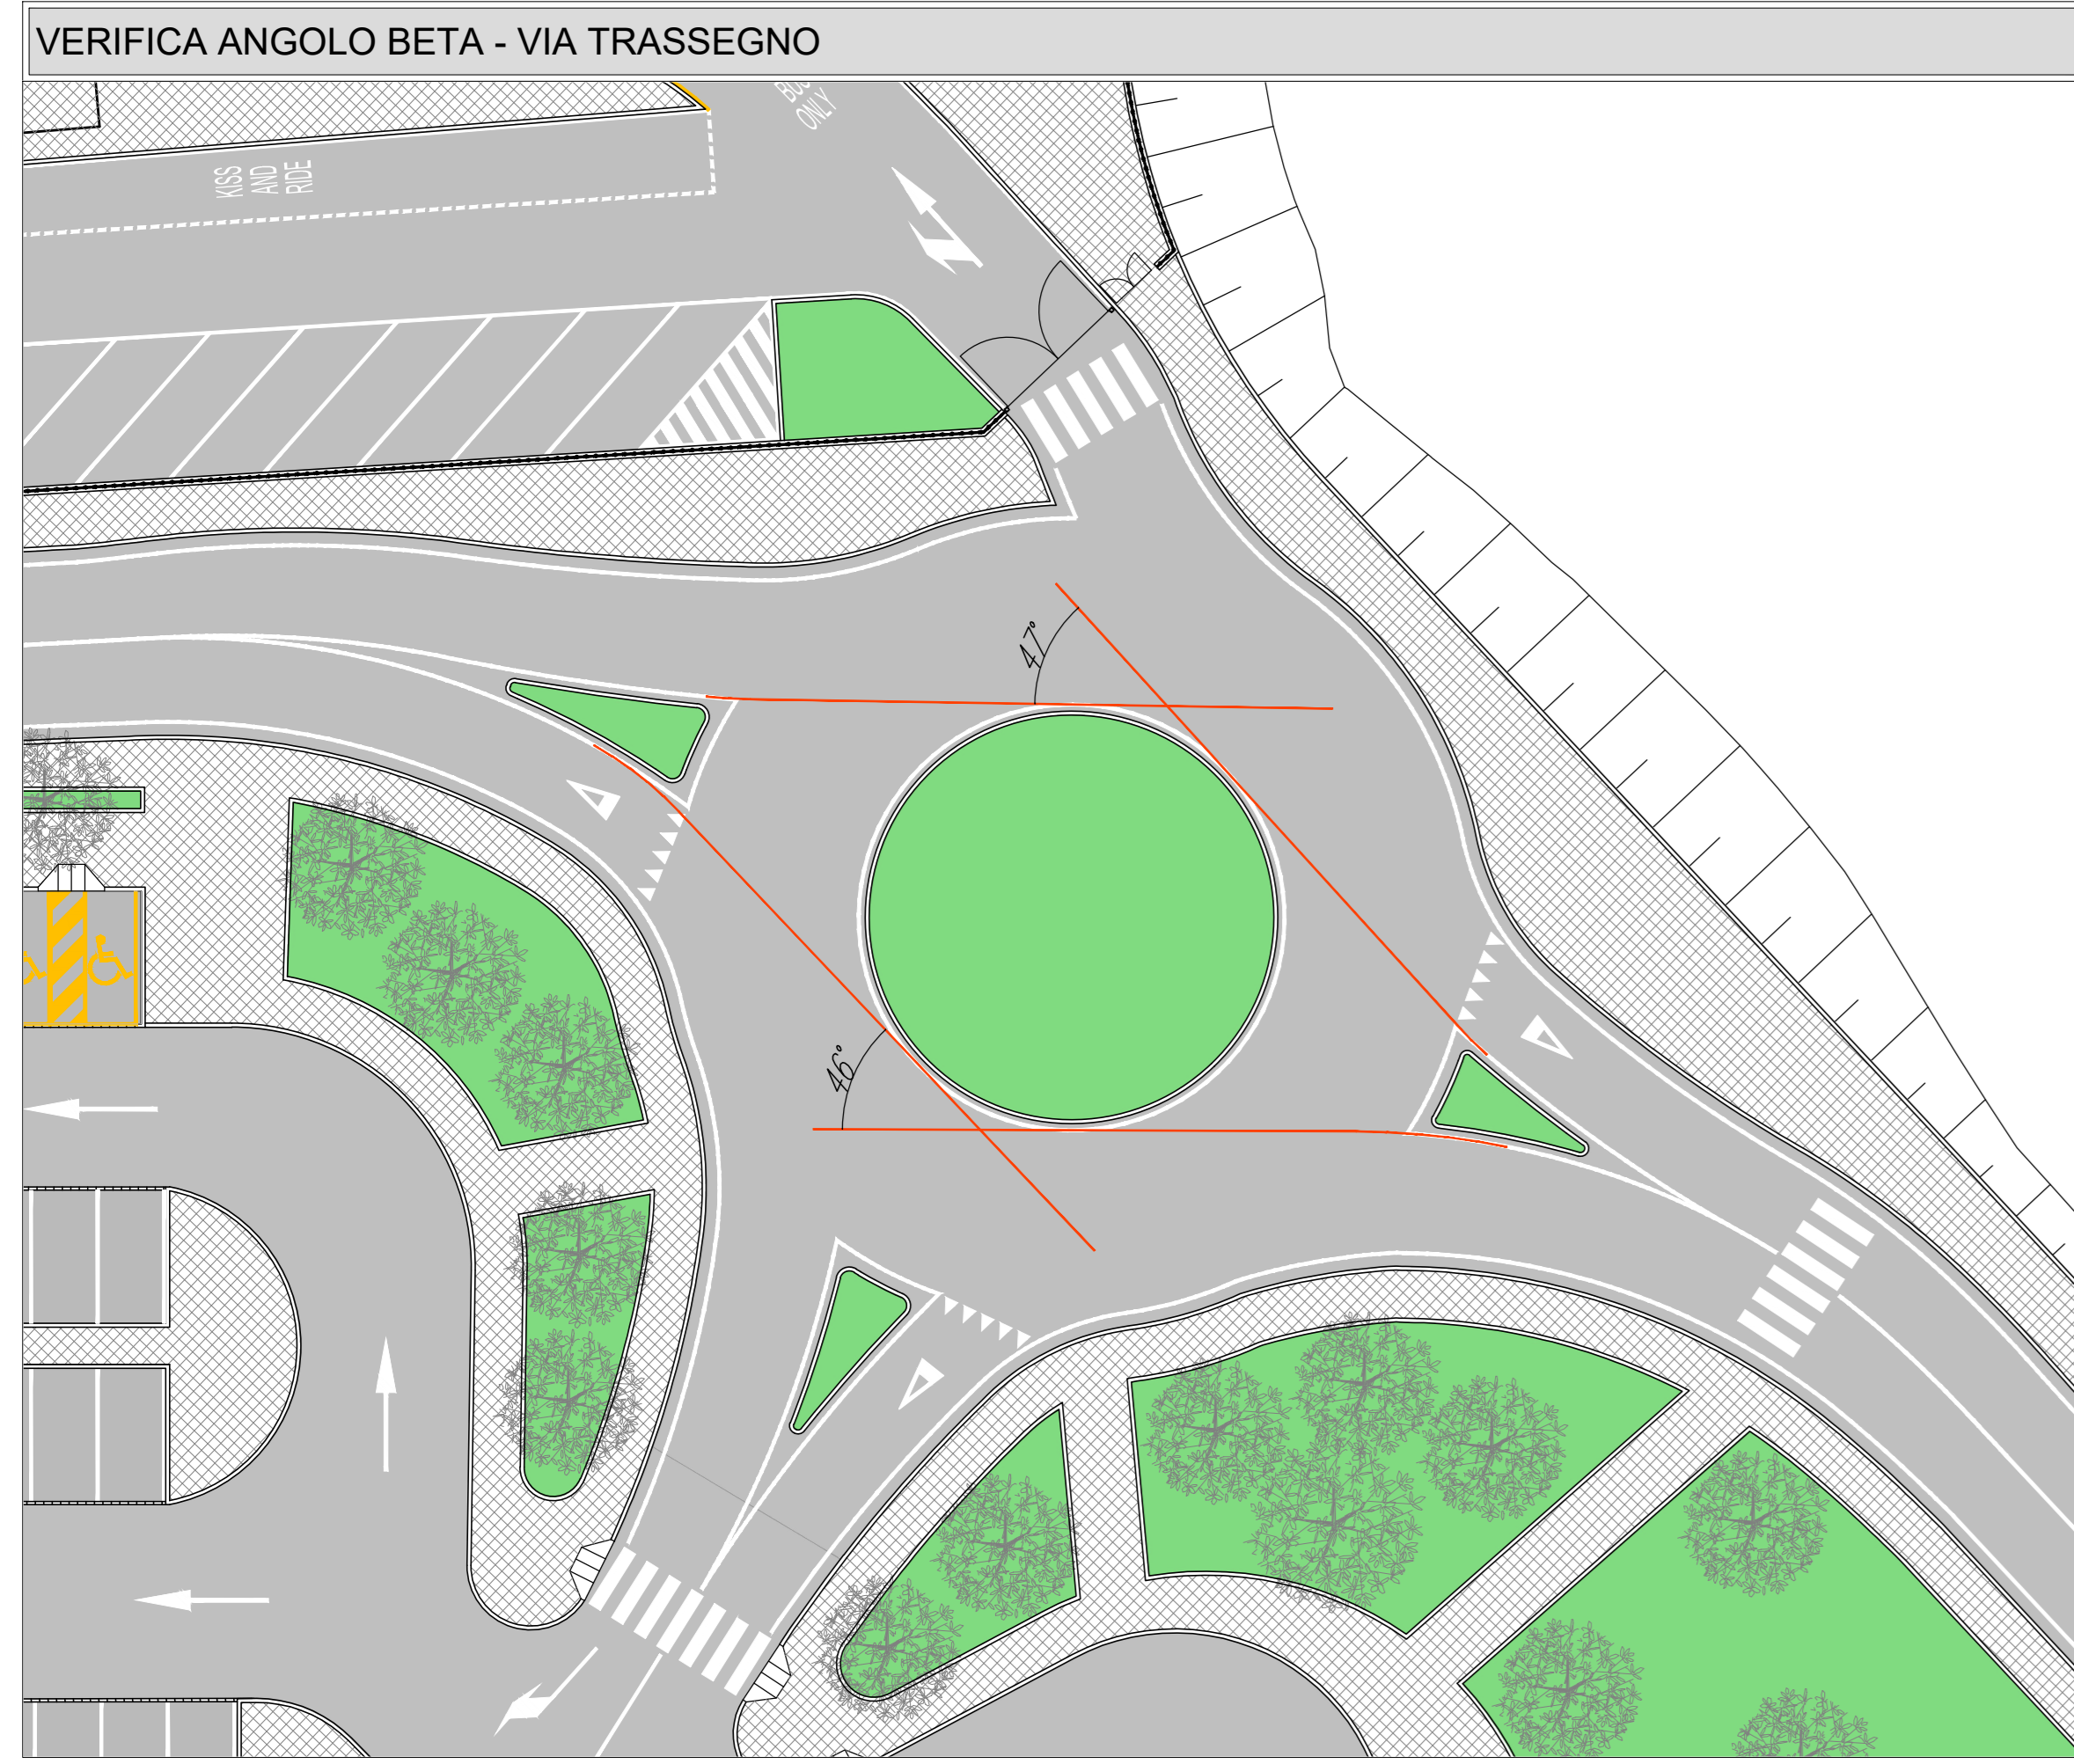 VERIFICA ANGOLO BETA - VIA TRASSEGNO
ONLY
KISS
AND
RIDE
47°
46°